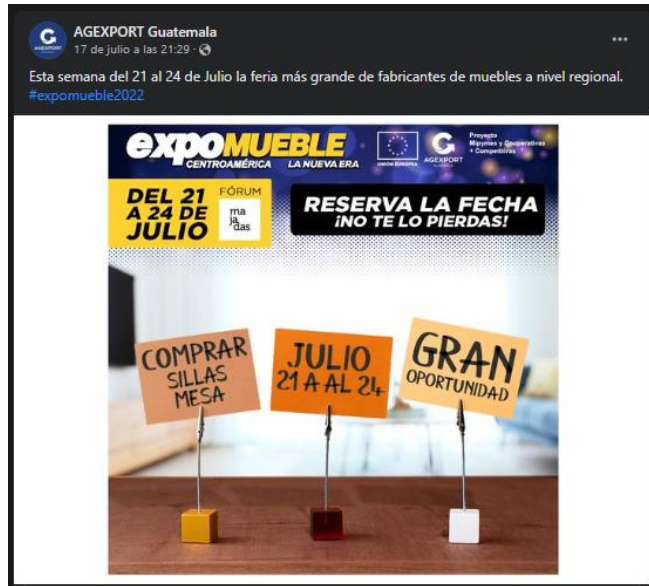 AGEXPORT Guatemala
17 de julio a las 21:29 ·
Esta semana del 21 al 24 de Julio la feria más grande de fabricantes de muebles a nivel regional.
#expomueble2022
expoMUEBLE
CENTROAMÉRICA LA NUEVA ERA
UNIÓN EUROPEA
AGEXPORT
Proyecto
Mipymes y Cooperativas
+ Competitivas
DEL 21
A 24 DE
JULIO
FÓRUM
ma
ja
das
RESERVA LA FECHA
¡NO TE LO PIERDAS!
COMPRAR
SILLAS
MESA
JULIO
21 A AL 24
GRAN
OPORTUNIDAD